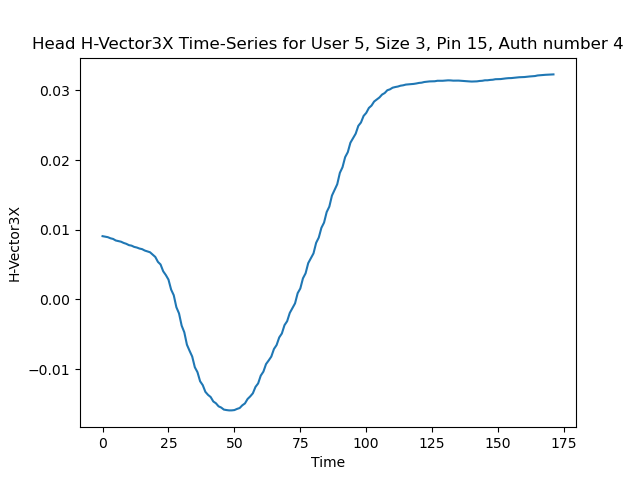 Head H-Vector3X Time-Series for User 5, Size 3, Pin 15, Auth number 4
H-Vector3X
0.03
0.02
0.01
0.00
−0.01
0 25 50 75 100 125 150 175
Time